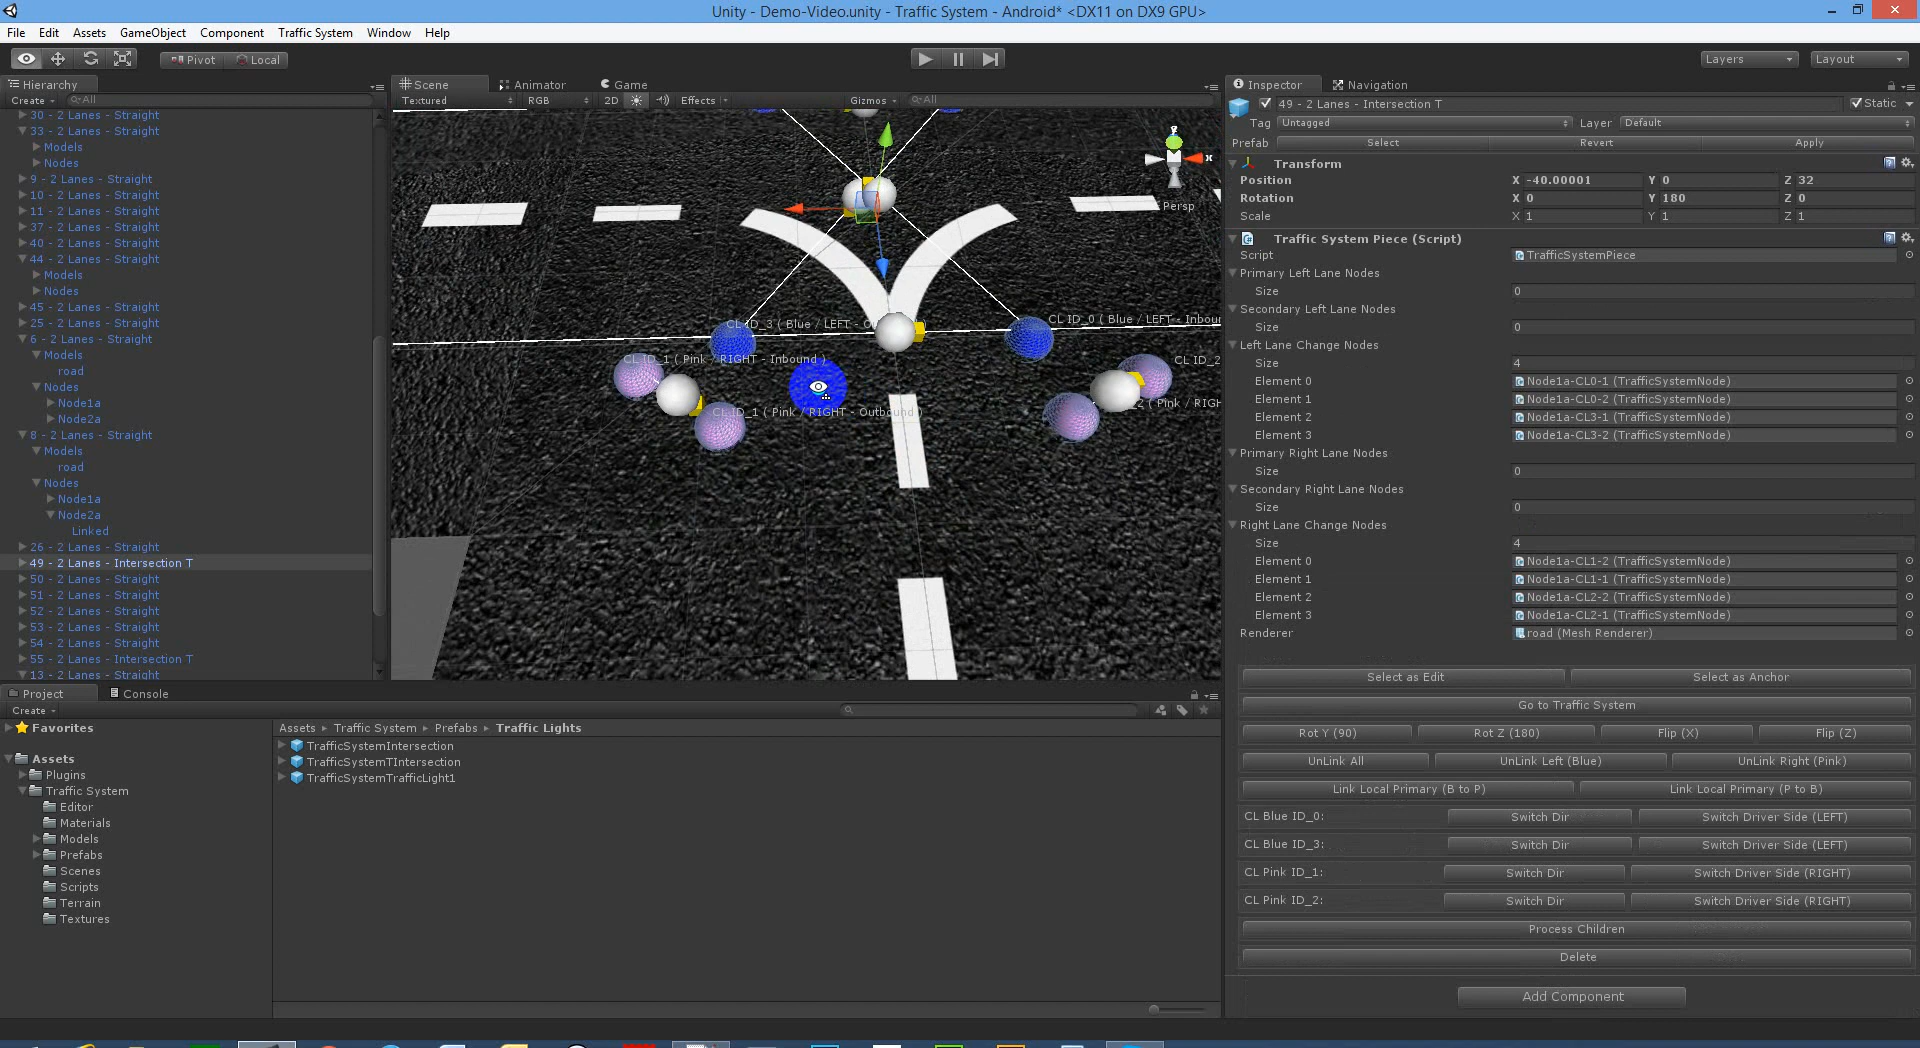 Unity - Demo-Video.unity - Traffic System - Android* <DX11 on DX9 GPU>
File Edit Assets GameObject Component Traffic System Window Help
Pivot Local Layers Layout
Hierarchy
Create All
30 - 2 Lanes - Straight
33 - 2 Lanes - Straight
Models
Nodes
9 - 2 Lanes - Straight
10 - 2 Lanes - Straight
11 - 2 Lanes - Straight
37 - 2 Lanes - Straight
40 - 2 Lanes - Straight
44 - 2 Lanes - Straight
Models
Nodes
45 - 2 Lanes - Straight
25 - 2 Lanes - Straight
6 - 2 Lanes - Straight
Models
road
Nodes
Node1a
Node2a
8 - 2 Lanes - Straight
Models
road
Nodes
Node1a
Node2a
Linked
26 - 2 Lanes - Straight
49 - 2 Lanes - Intersection T
50 - 2 Lanes - Straight
51 - 2 Lanes - Straight
52 - 2 Lanes - Straight
53 - 2 Lanes - Straight
54 - 2 Lanes - Straight
55 - 2 Lanes - Intersection T
13 - 2 Lanes - Straight
Scene Animator Game
Textured RGB 2D Effects Gizmos All
y
x
Persp
CL ID_3 ( Blue / LEFT - Ou
CL ID_0 ( Blue / LEFT - Inbour
CL ID_1 ( Pink / RIGHT - Inbound )
CL ID_2
CL ID_1 ( Pink / RIGHT - Outbound )
_2 ( Pink / RIGH
Inspector Navigation
49 - 2 Lanes - Intersection T Static
Tag Untagged Layer Default
Prefab Select Revert Apply
Transform
Position X -40.00001 Y 0 Z 32
Rotation X 0 Y 180 Z 0
Scale X 1 Y 1 Z 1
Traffic System Piece (Script)
Script TrafficSystemPiece
Primary Left Lane Nodes
Size 0
Secondary Left Lane Nodes
Size 0
Left Lane Change Nodes
Size 4
Element 0 Node1a-CL0-1 (TrafficSystemNode)
Element 1 Node1a-CL0-2 (TrafficSystemNode)
Element 2 Node1a-CL3-1 (TrafficSystemNode)
Element 3 Node1a-CL3-2 (TrafficSystemNode)
Primary Right Lane Nodes
Size 0
Secondary Right Lane Nodes
Size 0
Right Lane Change Nodes
Size 4
Element 0 Node1a-CL1-2 (TrafficSystemNode)
Element 1 Node1a-CL1-1 (TrafficSystemNode)
Element 2 Node1a-CL2-2 (TrafficSystemNode)
Element 3 Node1a-CL2-1 (TrafficSystemNode)
Renderer road (Mesh Renderer)
Select as Edit Select as Anchor
Go to Traffic System
Rot Y (90) Rot Z (180) Flip (X) Flip (Z)
UnLink All UnLink Left (Blue) UnLink Right (Pink)
Link Local Primary (B to P) Link Local Primary (P to B)
CL Blue ID_0: Switch Dir Switch Driver Side (LEFT)
CL Blue ID_3: Switch Dir Switch Driver Side (LEFT)
CL Pink ID_1: Switch Dir Switch Driver Side (RIGHT)
CL Pink ID_2: Switch Dir Switch Driver Side (RIGHT)
Process Children
Delete
Add Component
Project Console
Create
Favorites
Assets
Plugins
Traffic System
Editor
Materials
Models
Prefabs
Scenes
Scripts
Terrain
Textures
Assets Traffic System Prefabs Traffic Lights
TrafficSystemIntersection
TrafficSystemTIntersection
TrafficSystemTrafficLight1